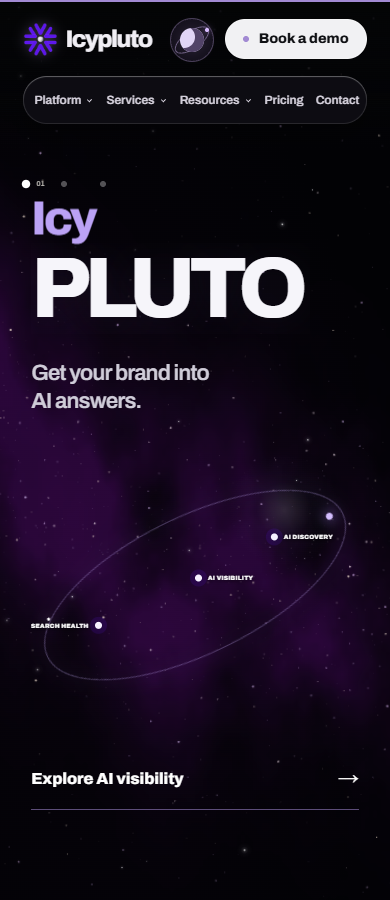 Icypluto
Book a demo
Platform Services Resources Pricing Contact
01
Icy
PLUTO
Get your brand into
AI answers.
AI DISCOVERY
AI VISIBILITY
SEARCH HEALTH
Explore AI visibility →